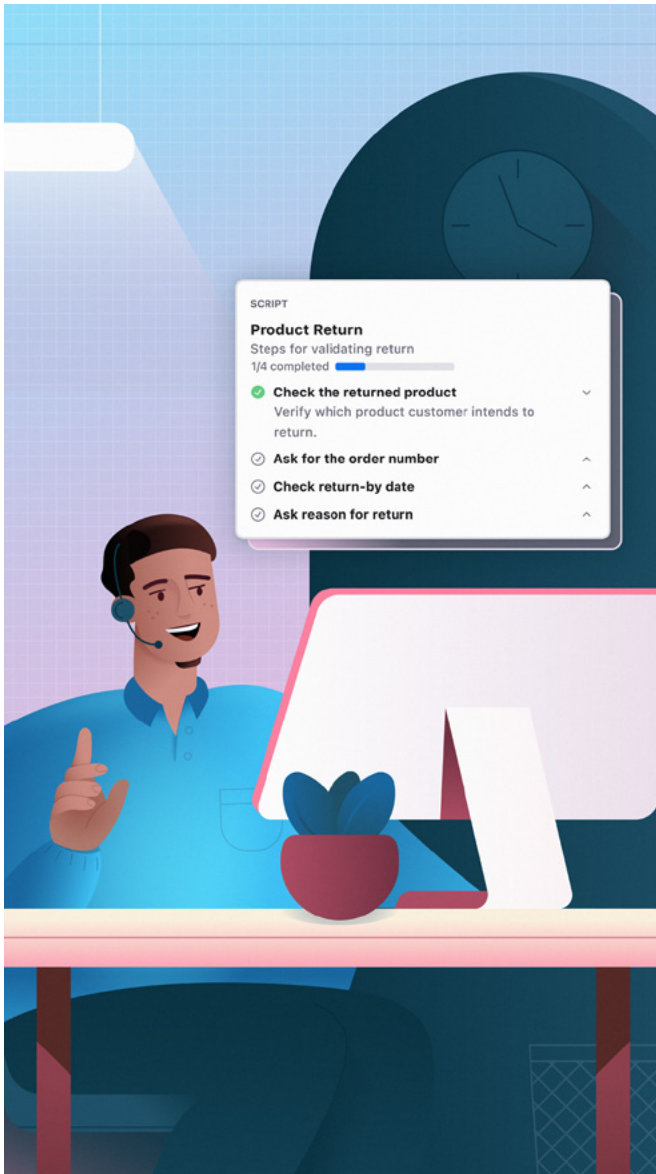 SCRIPT
Product Return
Steps for validating return
1/4 completed
Check the returned product
Verify which product customer intends to
return.
Ask for the order number
Check return-by date
Ask reason for return